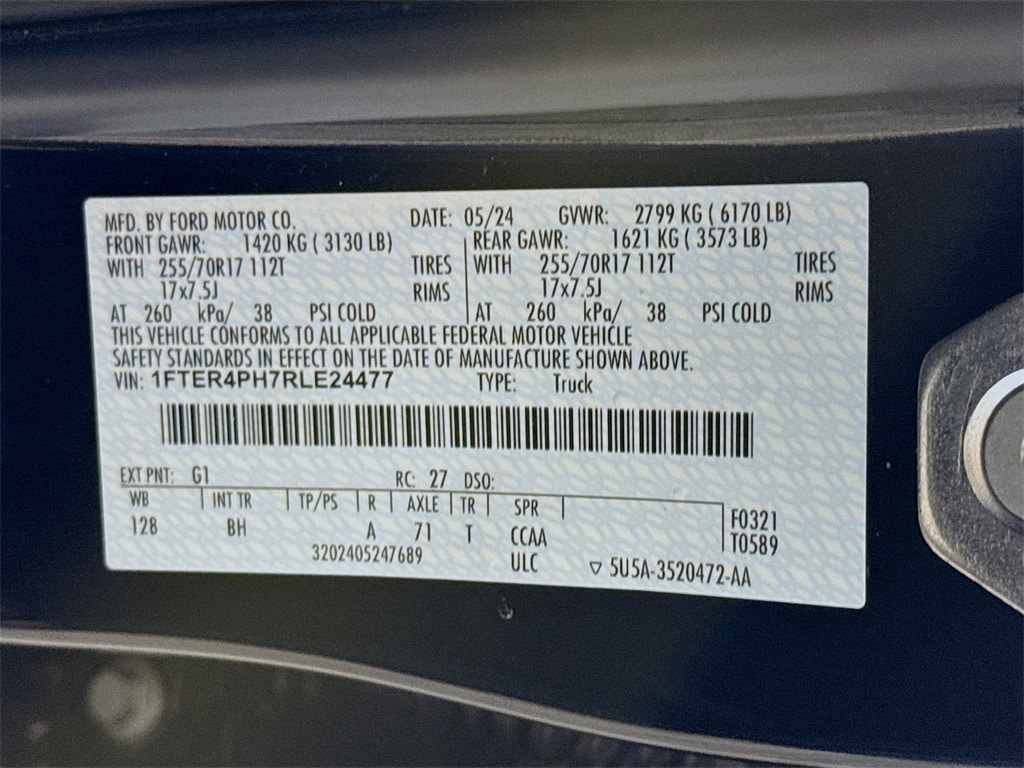 MFD. BY FORD MOTOR CO. DATE: 05/24 GVWR: 2799 KG ( 6170 LB)
FRONT GAWR: 1420 KG ( 3130 LB) REAR GAWR: 1621 KG ( 3573 LB)
WITH 255/70R17 112T TIRES WITH 255/70R17 112T TIRES
17x7.5J RIMS 17x7.5J RIMS
AT 260 kPa/ 38 PSI COLD AT 260 kPa/ 38 PSI COLD
THIS VEHICLE CONFORMS TO ALL APPLICABLE FEDERAL MOTOR VEHICLE
SAFETY STANDARDS IN EFFECT ON THE DATE OF MANUFACTURE SHOWN ABOVE.
VIN: 1FTER4PH7RLE24477 TYPE: Truck
EXT PNT: G1 RC: 27 DSO:
WB INT TR TP/PS R AXLE TR SPR F0321
128 BH A 71 T CCAA T0589
3202405247689 ULC ▽ 5U5A-3520472-AA